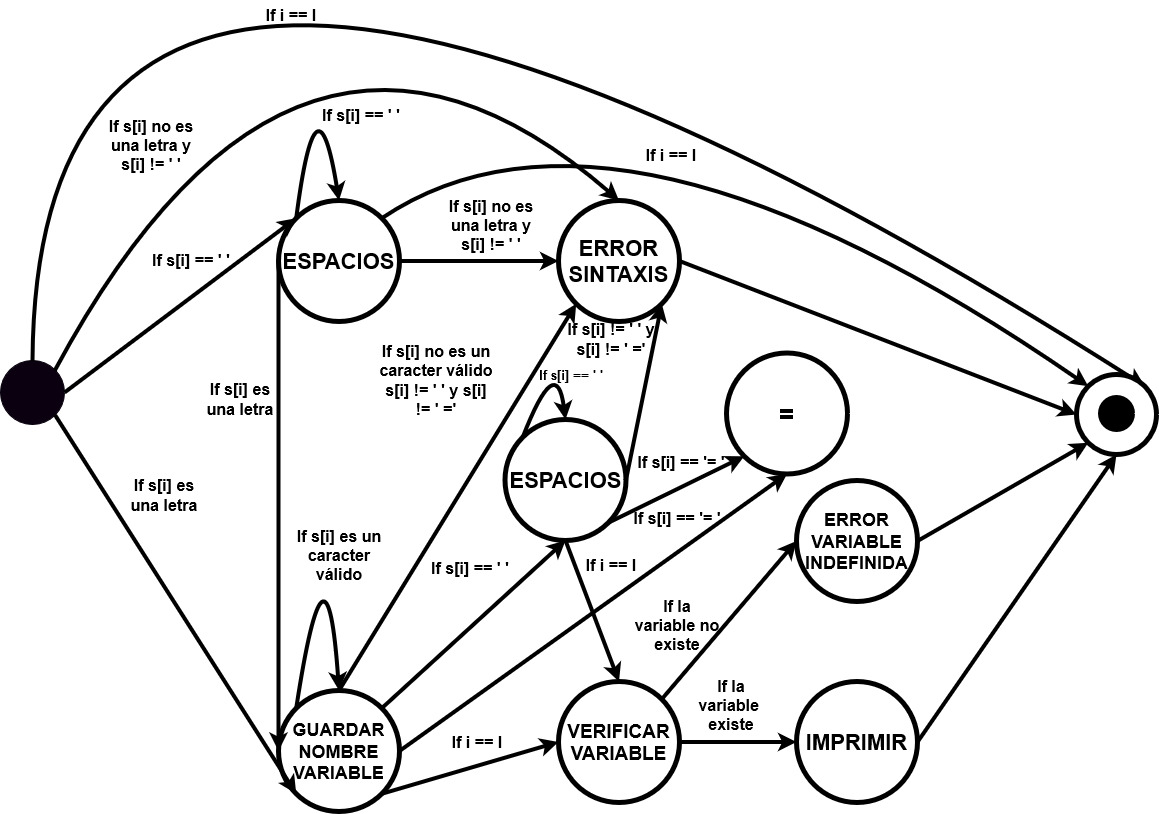 If i == l
If s[i] no es
una letra y
s[i] != ' '
If s[i] == ' '
If i == l
If s[i] no es
una letra y
s[i] != ' '
If s[i] == ' '
ESPACIOS
ERROR
SINTAXIS
If s[i] != ' ' y
s[i] != ' ='
If s[i] no es un
caracter válido
s[i] != ' ' y s[i]
!= ' ='
If s[i] == ' '
If s[i] es
una letra
=
ESPACIOS
If s[i] == '= '
If s[i] es
una letra
If s[i] == '= '
ERROR
VARIABLE
INDEFINIDA
If s[i] es un
caracter
válido
If s[i] == ' '
If i == l
If la
variable no
existe
If la
variable
existe
GUARDAR
NOMBRE
VARIABLE
If i == l
VERIFICAR
VARIABLE
IMPRIMIR